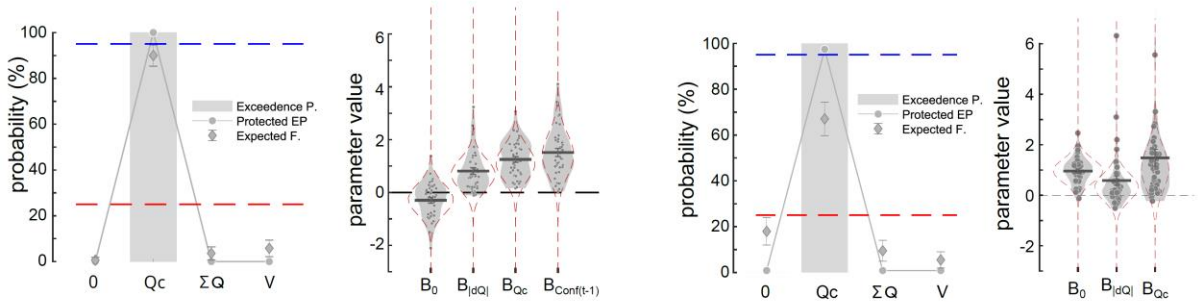 probability (%)
100
80
60
40
20
0
0 Qc ΣQ V
Exceedence P.
Protected EP
Expected F.
parameter value
6
4
2
0
-2
B0 B|dQ| BQc BConf(t-1)
probability (%)
100
80
60
40
20
0
0 Qc ΣQ V
Exceedence P.
Protected EP
Expected F.
parameter value
6
4
2
0
-2
B0 B|dQ| BQc